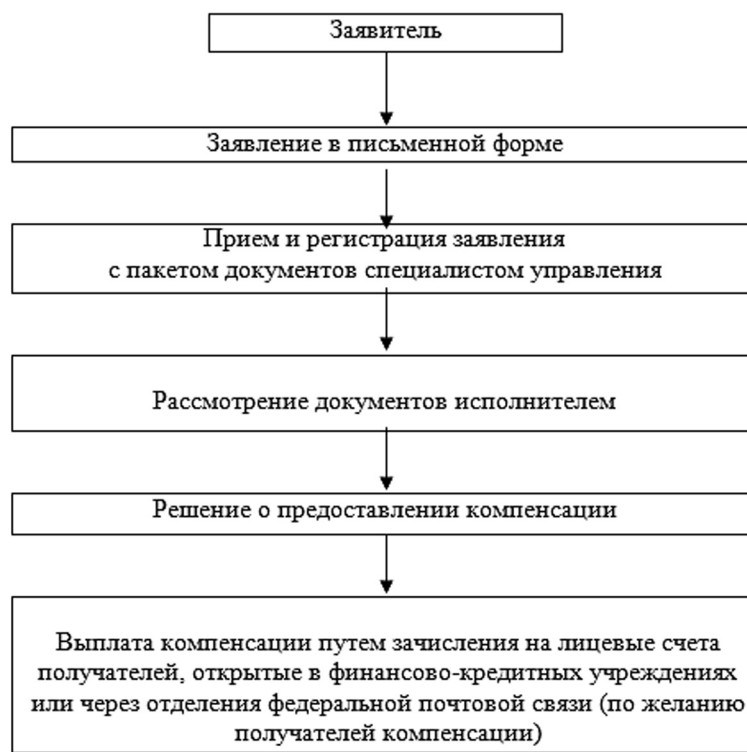 Заявитель
Заявление в письменной форме
Прием и регистрация заявления
с пакетом документов специалистом управления
Рассмотрение документов исполнителем
Решение о предоставлении компенсации
Выплата компенсации путем зачисления на лицевые счета
получателей, открытые в финансово-кредитных учреждениях
или через отделения федеральной почтовой связи (по желанию
получателей компенсации)